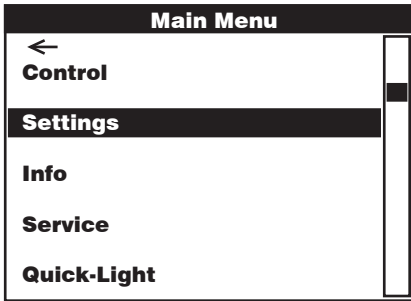 Main Menu
←
Control
Settings
Info
Service
Quick-Light